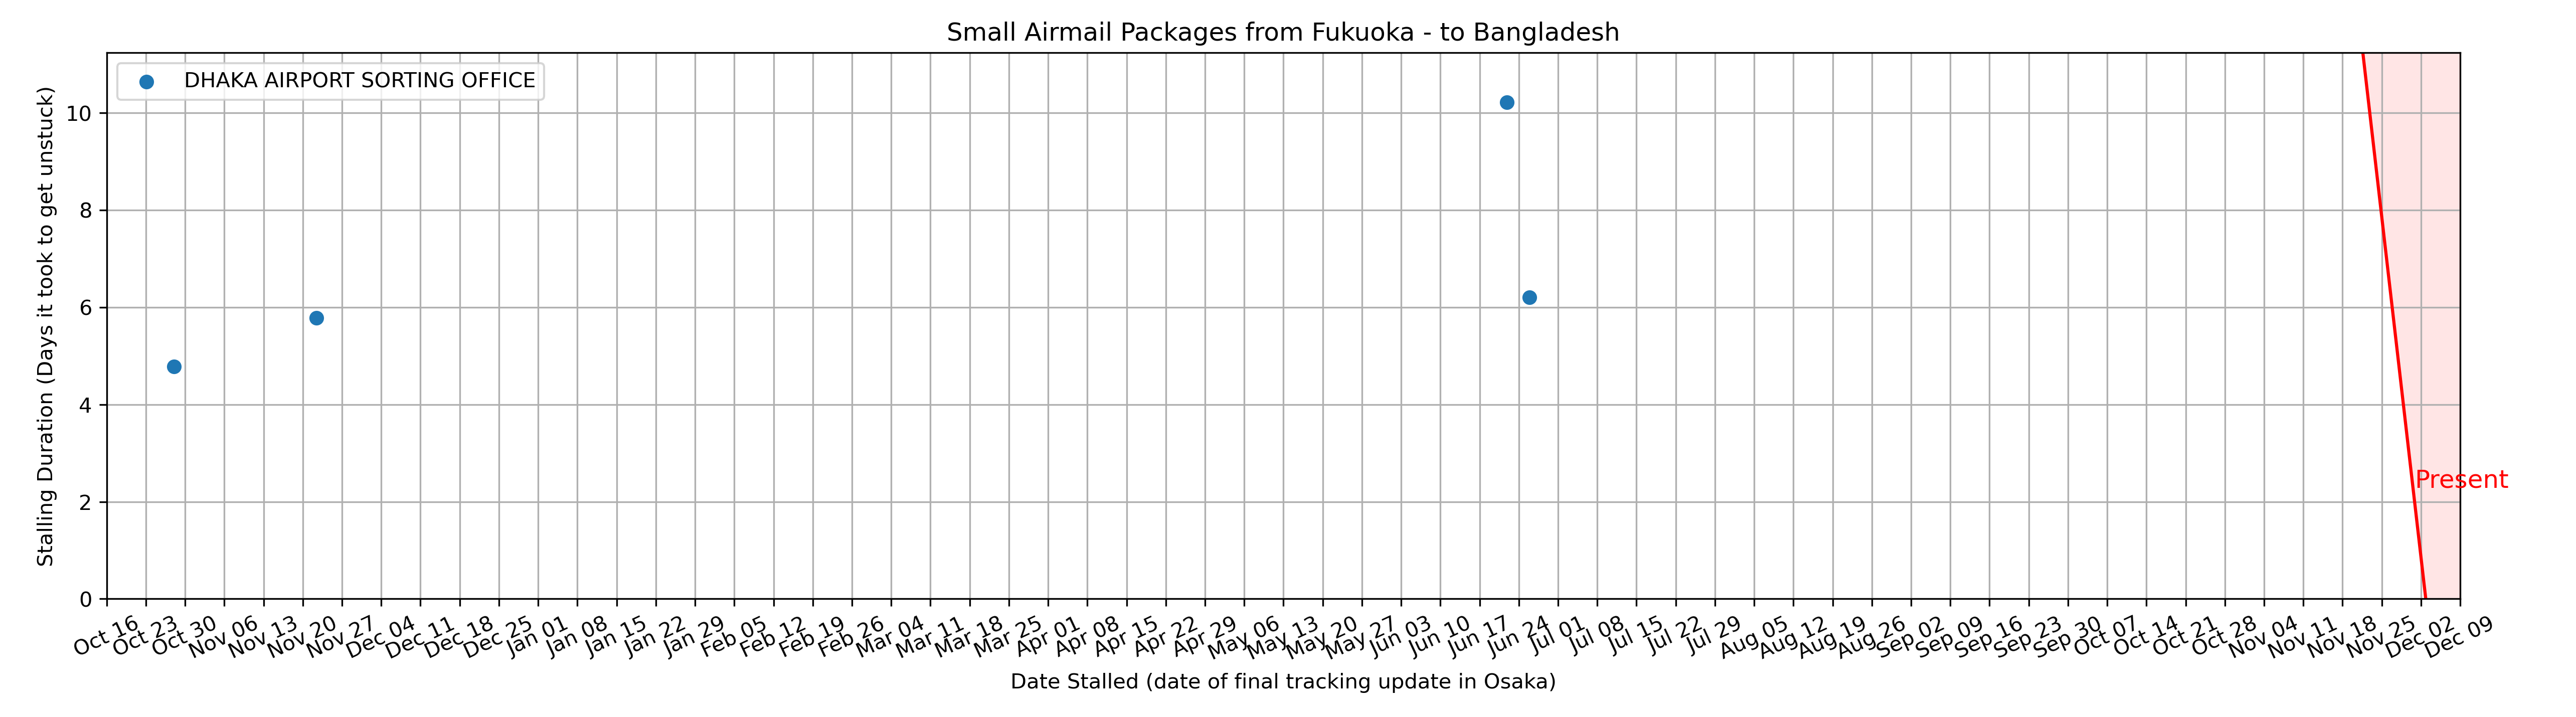 Small Airmail Packages from Fukuoka - to Bangladesh
DHAKA AIRPORT SORTING OFFICE
Stalling Duration (Days it took to get unstuck)
10
8
6
4
2
0
Present
Oct 16
Oct 23
Oct 30
Nov 06
Nov 13
Nov 20
Nov 27
Dec 04
Dec 11
Dec 18
Dec 25
Jan 01
Jan 08
Jan 15
Jan 22
Jan 29
Feb 05
Feb 12
Feb 19
Feb 26
Mar 04
Mar 11
Mar 18
Mar 25
Apr 01
Apr 08
Apr 15
Apr 22
Apr 29
May 06
May 13
May 20
May 27
Jun 03
Jun 10
Jun 17
Jun 24
Jul 01
Jul 08
Jul 15
Jul 22
Jul 29
Aug 05
Aug 12
Aug 19
Aug 26
Sep 02
Sep 09
Sep 16
Sep 23
Sep 30
Oct 07
Oct 14
Oct 21
Oct 28
Nov 04
Nov 11
Nov 18
Nov 25
Dec 02
Dec 09
Date Stalled (date of final tracking update in Osaka)